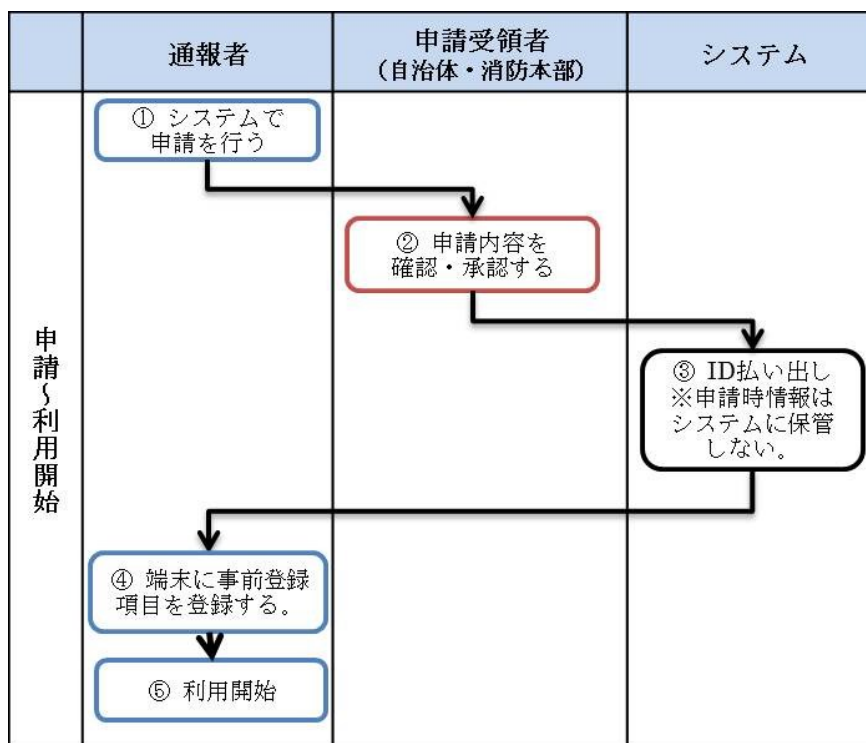 通報者
申請受領者
(自治体・消防本部)
システム
申請～利用開始
① システムで
申請を行う
② 申請内容を
確認・承認する
③ ID払い出し
※申請時情報は
システムに保管
しない。
④ 端末に事前登録
項目を登録する。
⑤ 利用開始